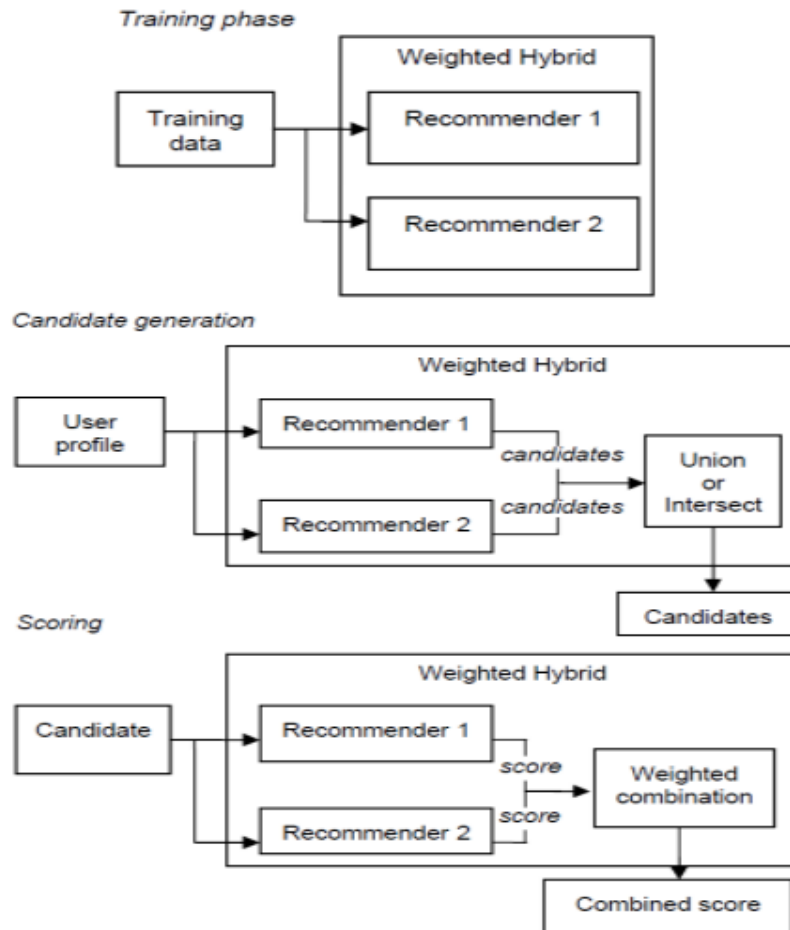 Training phase
Weighted Hybrid
Training
data
Recommender 1
Recommender 2
Candidate generation
Weighted Hybrid
User
profile
Recommender 1
candidates
candidates
Recommender 2
Union
or
Intersect
Candidates
Scoring
Weighted Hybrid
Candidate
Recommender 1
score
score
Recommender 2
Weighted
combination
Combined score